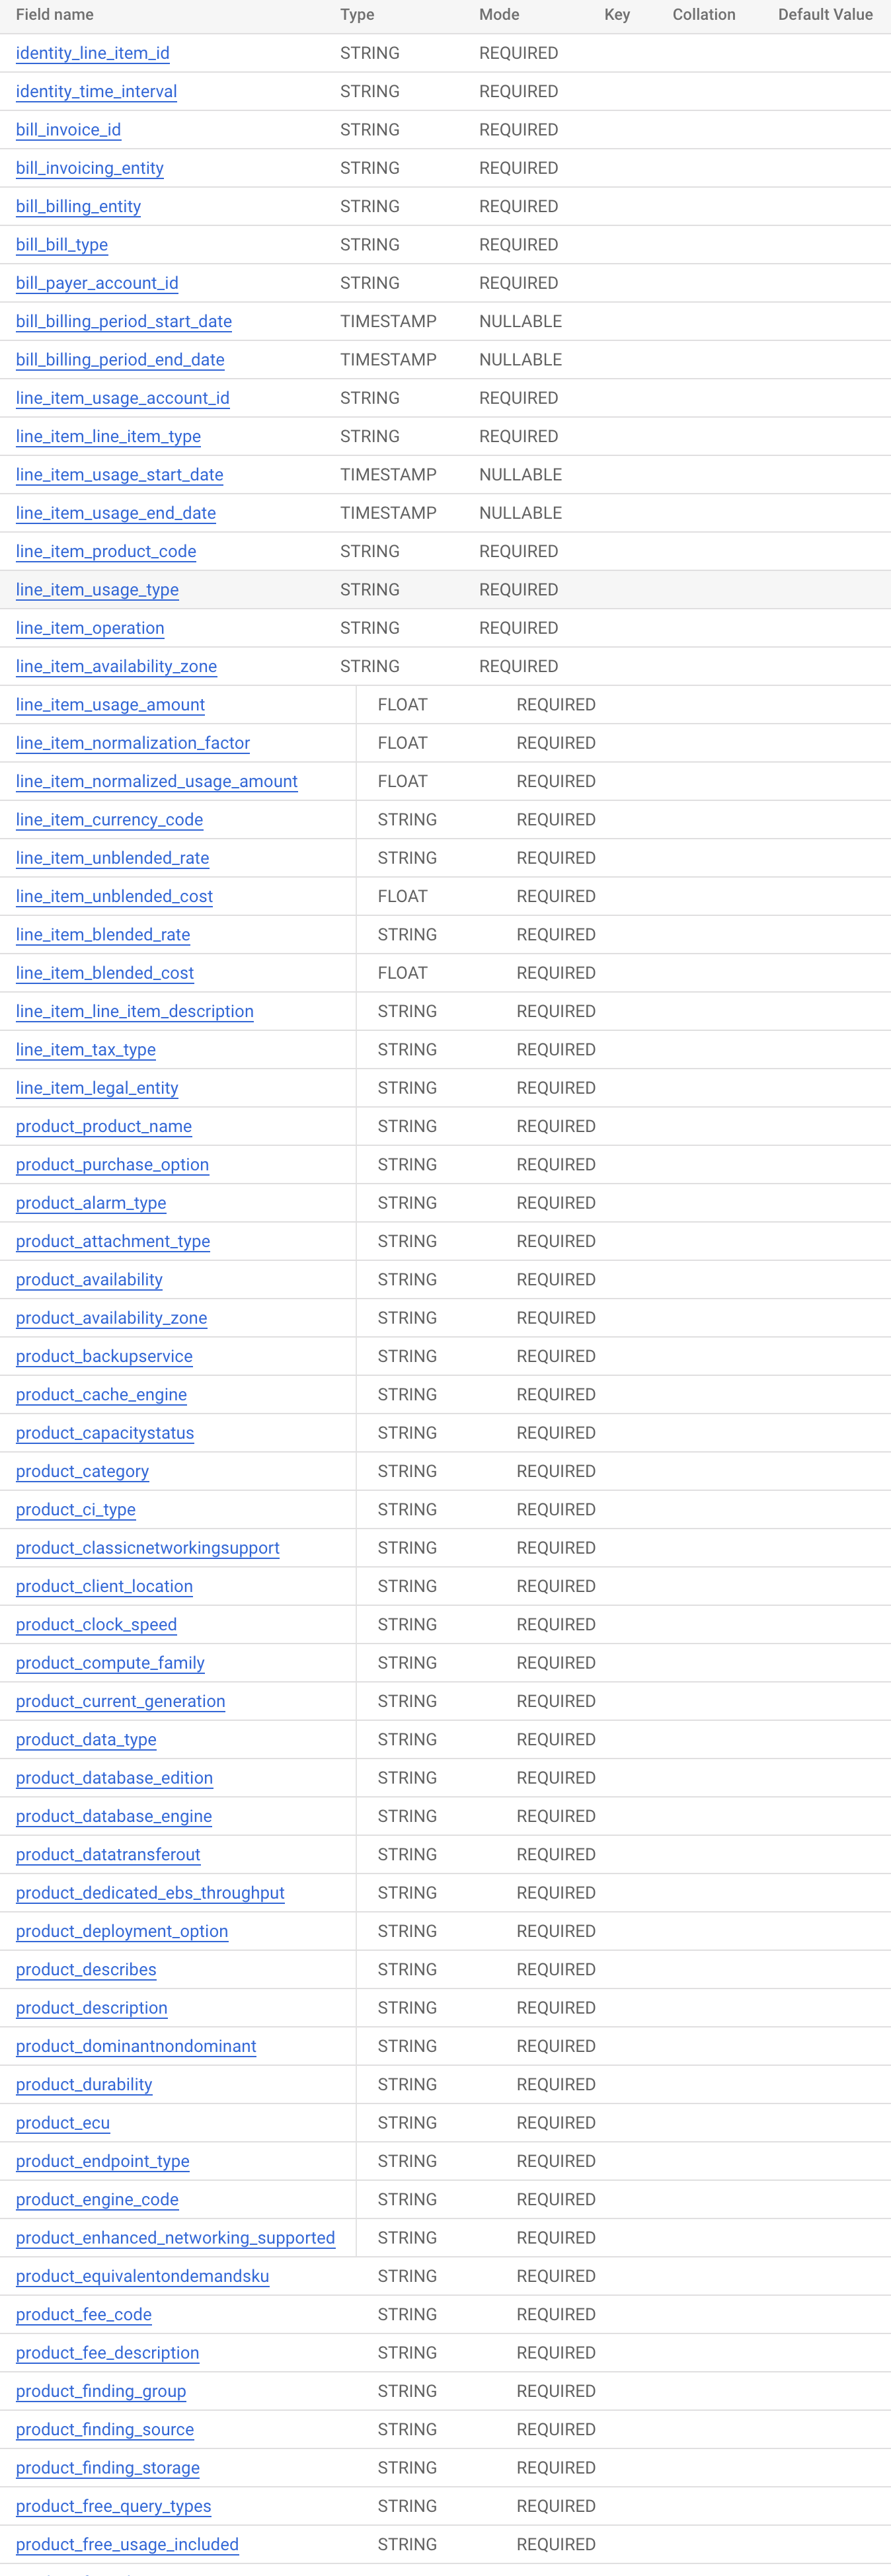 Field name Type Mode Key Collation Default Value
identity_line_item_id STRING REQUIRED
identity_time_interval STRING REQUIRED
bill_invoice_id STRING REQUIRED
bill_invoicing_entity STRING REQUIRED
bill_billing_entity STRING REQUIRED
bill_bill_type STRING REQUIRED
bill_payer_account_id STRING REQUIRED
bill_billing_period_start_date TIMESTAMP NULLABLE
bill_billing_period_end_date TIMESTAMP NULLABLE
line_item_usage_account_id STRING REQUIRED
line_item_line_item_type STRING REQUIRED
line_item_usage_start_date TIMESTAMP NULLABLE
line_item_usage_end_date TIMESTAMP NULLABLE
line_item_product_code STRING REQUIRED
line_item_usage_type STRING REQUIRED
line_item_operation STRING REQUIRED
line_item_availability_zone STRING REQUIRED
line_item_usage_amount FLOAT REQUIRED
line_item_normalization_factor FLOAT REQUIRED
line_item_normalized_usage_amount FLOAT REQUIRED
line_item_currency_code STRING REQUIRED
line_item_unblended_rate STRING REQUIRED
line_item_unblended_cost FLOAT REQUIRED
line_item_blended_rate STRING REQUIRED
line_item_blended_cost FLOAT REQUIRED
line_item_line_item_description STRING REQUIRED
line_item_tax_type STRING REQUIRED
line_item_legal_entity STRING REQUIRED
product_product_name STRING REQUIRED
product_purchase_option STRING REQUIRED
product_alarm_type STRING REQUIRED
product_attachment_type STRING REQUIRED
product_availability STRING REQUIRED
product_availability_zone STRING REQUIRED
product_backupservice STRING REQUIRED
product_cache_engine STRING REQUIRED
product_capacitystatus STRING REQUIRED
product_category STRING REQUIRED
product_ci_type STRING REQUIRED
product_classicnetworkingsupport STRING REQUIRED
product_client_location STRING REQUIRED
product_clock_speed STRING REQUIRED
product_compute_family STRING REQUIRED
product_current_generation STRING REQUIRED
product_data_type STRING REQUIRED
product_database_edition STRING REQUIRED
product_database_engine STRING REQUIRED
product_datatransferout STRING REQUIRED
product_dedicated_ebs_throughput STRING REQUIRED
product_deployment_option STRING REQUIRED
product_describes STRING REQUIRED
product_description STRING REQUIRED
product_dominantnondominant STRING REQUIRED
product_durability STRING REQUIRED
product_ecu STRING REQUIRED
product_endpoint_type STRING REQUIRED
product_engine_code STRING REQUIRED
product_enhanced_networking_supported STRING REQUIRED
product_equivalentondemandsku STRING REQUIRED
product_fee_code STRING REQUIRED
product_fee_description STRING REQUIRED
product_finding_group STRING REQUIRED
product_finding_source STRING REQUIRED
product_finding_storage STRING REQUIRED
product_free_query_types STRING REQUIRED
product_free_usage_included STRING REQUIRED